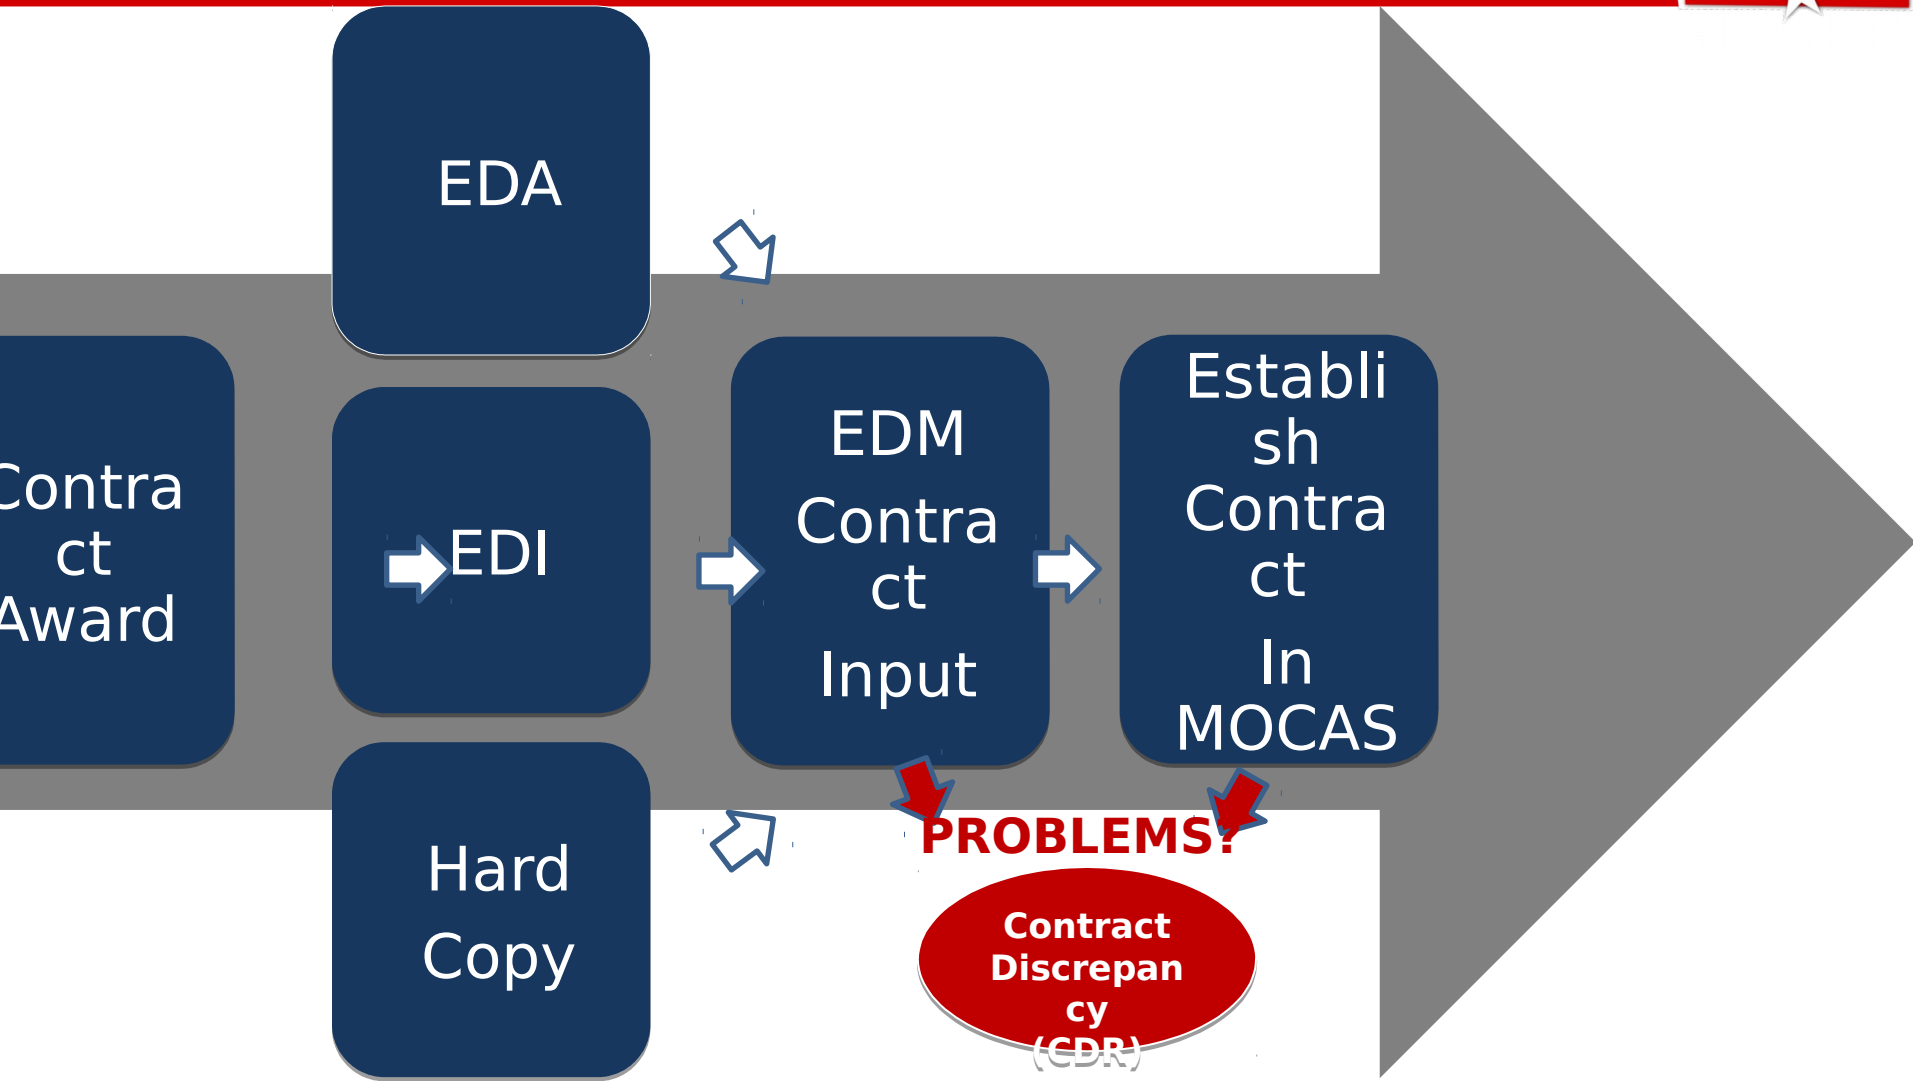 Contra
ct
Award
EDA
EDI
Hard
Copy
EDM
Contra
ct
Input
Establi
sh
Contra
ct
In
MOCAS
PROBLEMS?
Contract
Discrepan
cy
(CDR)